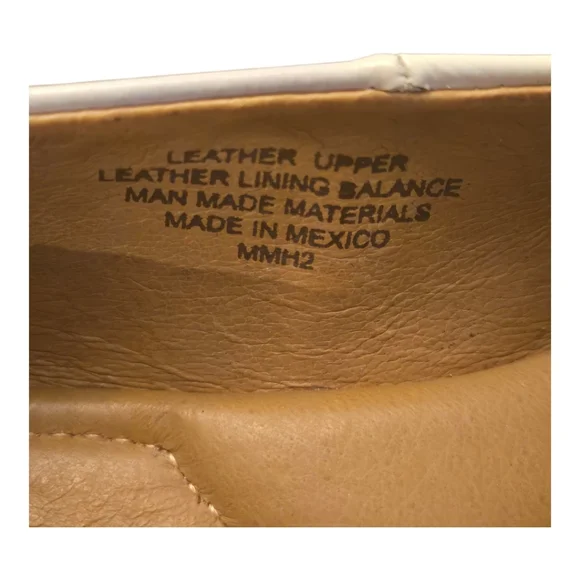 LEATHER UPPER
LEATHER LINING BALANCE
MAN MADE MATERIALS
MADE IN MEXICO
MMH2